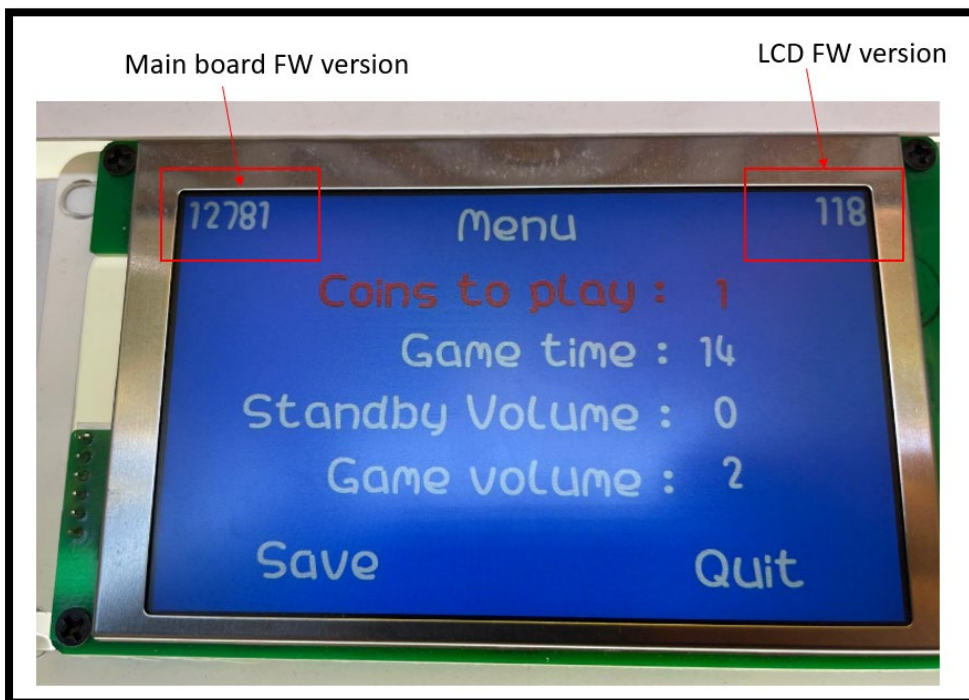 Main board FW version
LCD FW version
12781
Menu
118
Coins to play : 1
Game time : 14
Standby Volume : 0
Game volume : 2
Save
Quit